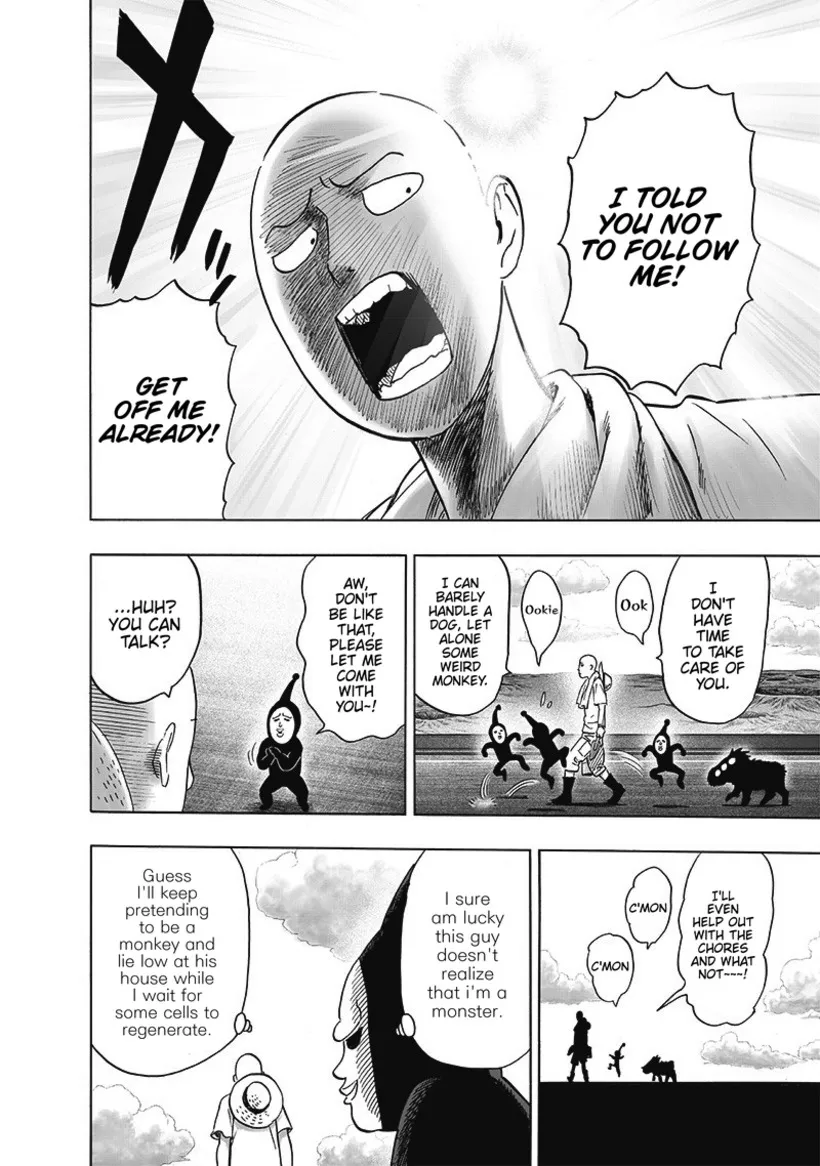 I TOLD
YOU NOT
TO FOLLOW
ME!
GET
OFF ME
ALREADY!
I
DON'T
HAVE
TIME
TO TAKE
CARE OF
YOU.
Ook
Ookie
I CAN
BARELY
HANDLE A
DOG, LET
ALONE
SOME
WEIRD
MONKEY.
AW,
DON'T
BE LIKE
THAT,
PLEASE
LET ME
COME
WITH
YOU~!
...HUH?
YOU CAN
TALK?
I'LL
EVEN
HELP OUT
WITH THE
CHORES
AND WHAT
NOT~~~!
C'MON
C'MON
I sure
am lucky
this guy
doesn't
realize
that i'm a
monster.
Guess
I'll keep
pretending
to be a
monkey and
lie low at his
house while
I wait for
some cells to
regenerate.